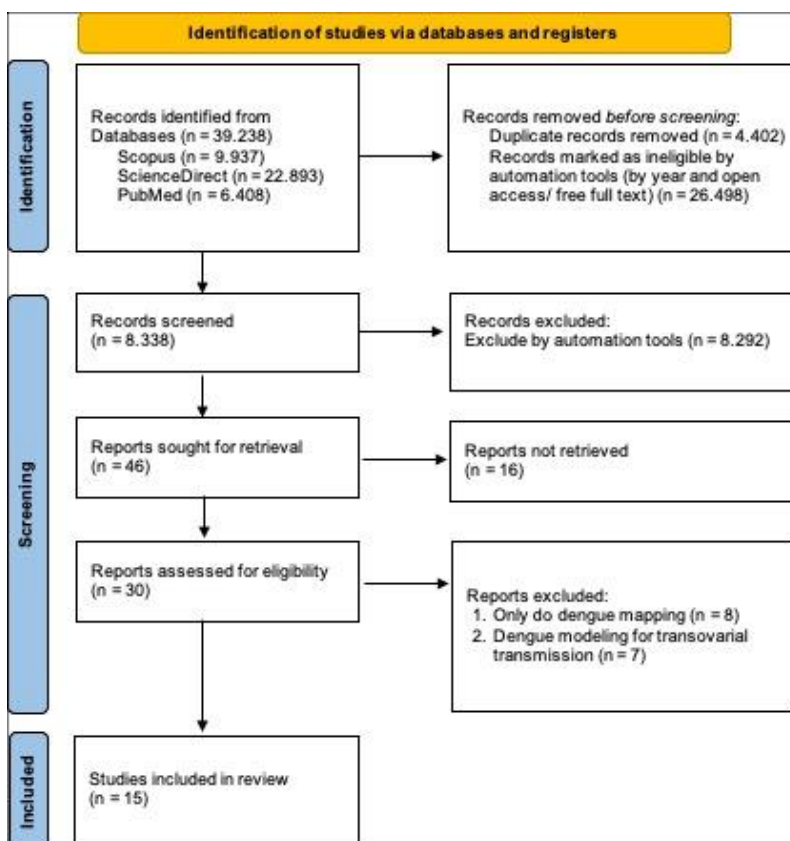 Identification of studies via databases and registers
Identification
Records identified from
Databases (n = 39.238)
Scopus = 9.937
ScienceDirect (n = 22.893)
PubMed (n = 6.408)
Records removed before screening:
Duplicate records removed (n = 4.402)
Records marked as ineligible by
automation tools (by year and open
access/ free full text) (n = 26.498)
Screening
Records screened
(n = 8.338)
Records excluded:
Exclude by automation tools (n = 8.292)
Reports sought for retrieval
(n = 46)
Reports not retrieved
(n = 16)
Reports assessed for eligibility
(n = 30)
Reports excluded:
1. Only do dengue mapping (n = 8)
2. Dengue modeling for transovarial
transmission (n = 7)
Included
Studies included in review
(n = 15)